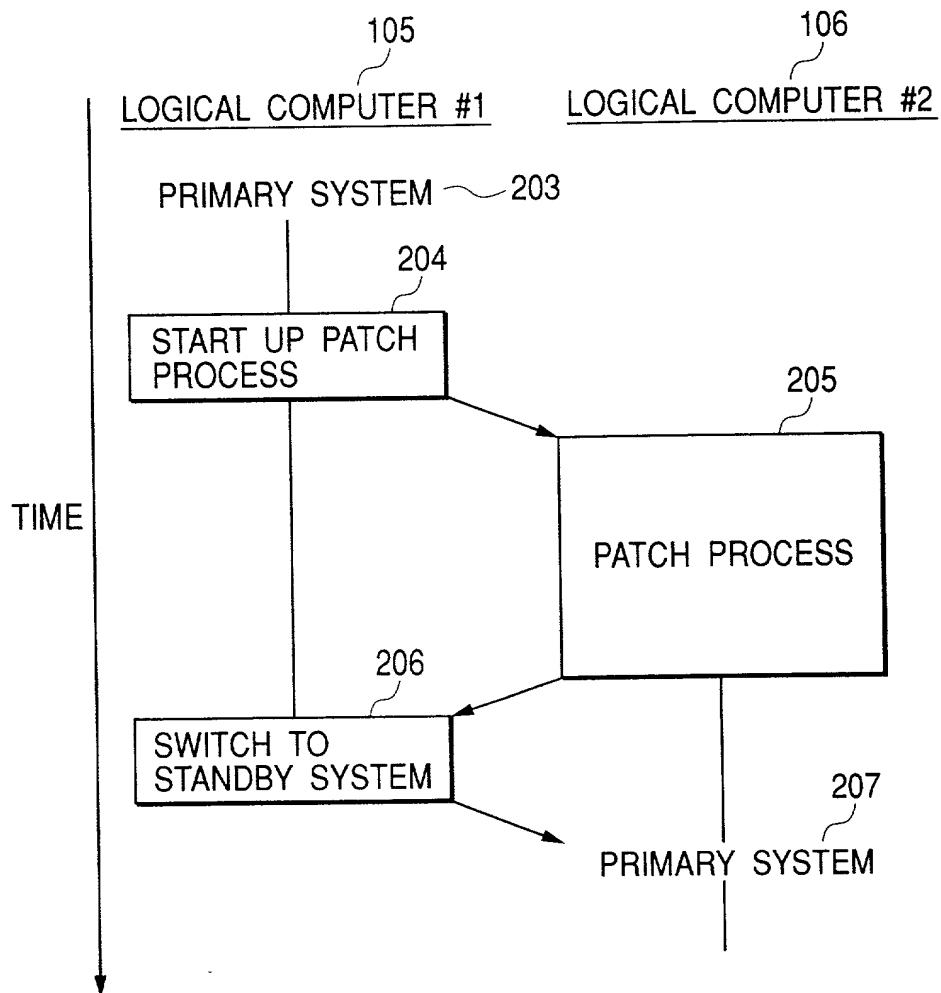 105
106
LOGICAL COMPUTER #1
LOGICAL COMPUTER #2
PRIMARY SYSTEM
203
204
START UP PATCH
PROCESS
205
TIME
PATCH PROCESS
206
SWITCH TO
STANDBY SYSTEM
207
PRIMARY SYSTEM